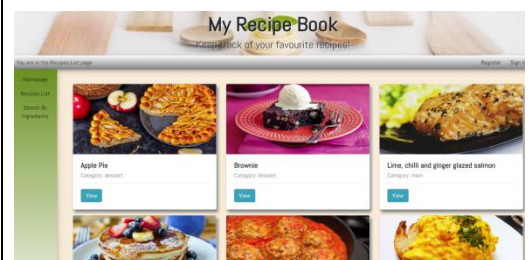 My Recipe Book
Keep track of your favourite recipes!
You are in the Recipes List page
Register Sign In
Homepage
Recipes List
Search By
Ingredients
Apple Pie
Category: dessert
View
Brownie
Category: dessert
View
Lime, chilli and ginger glazed salmon
Category: main
View